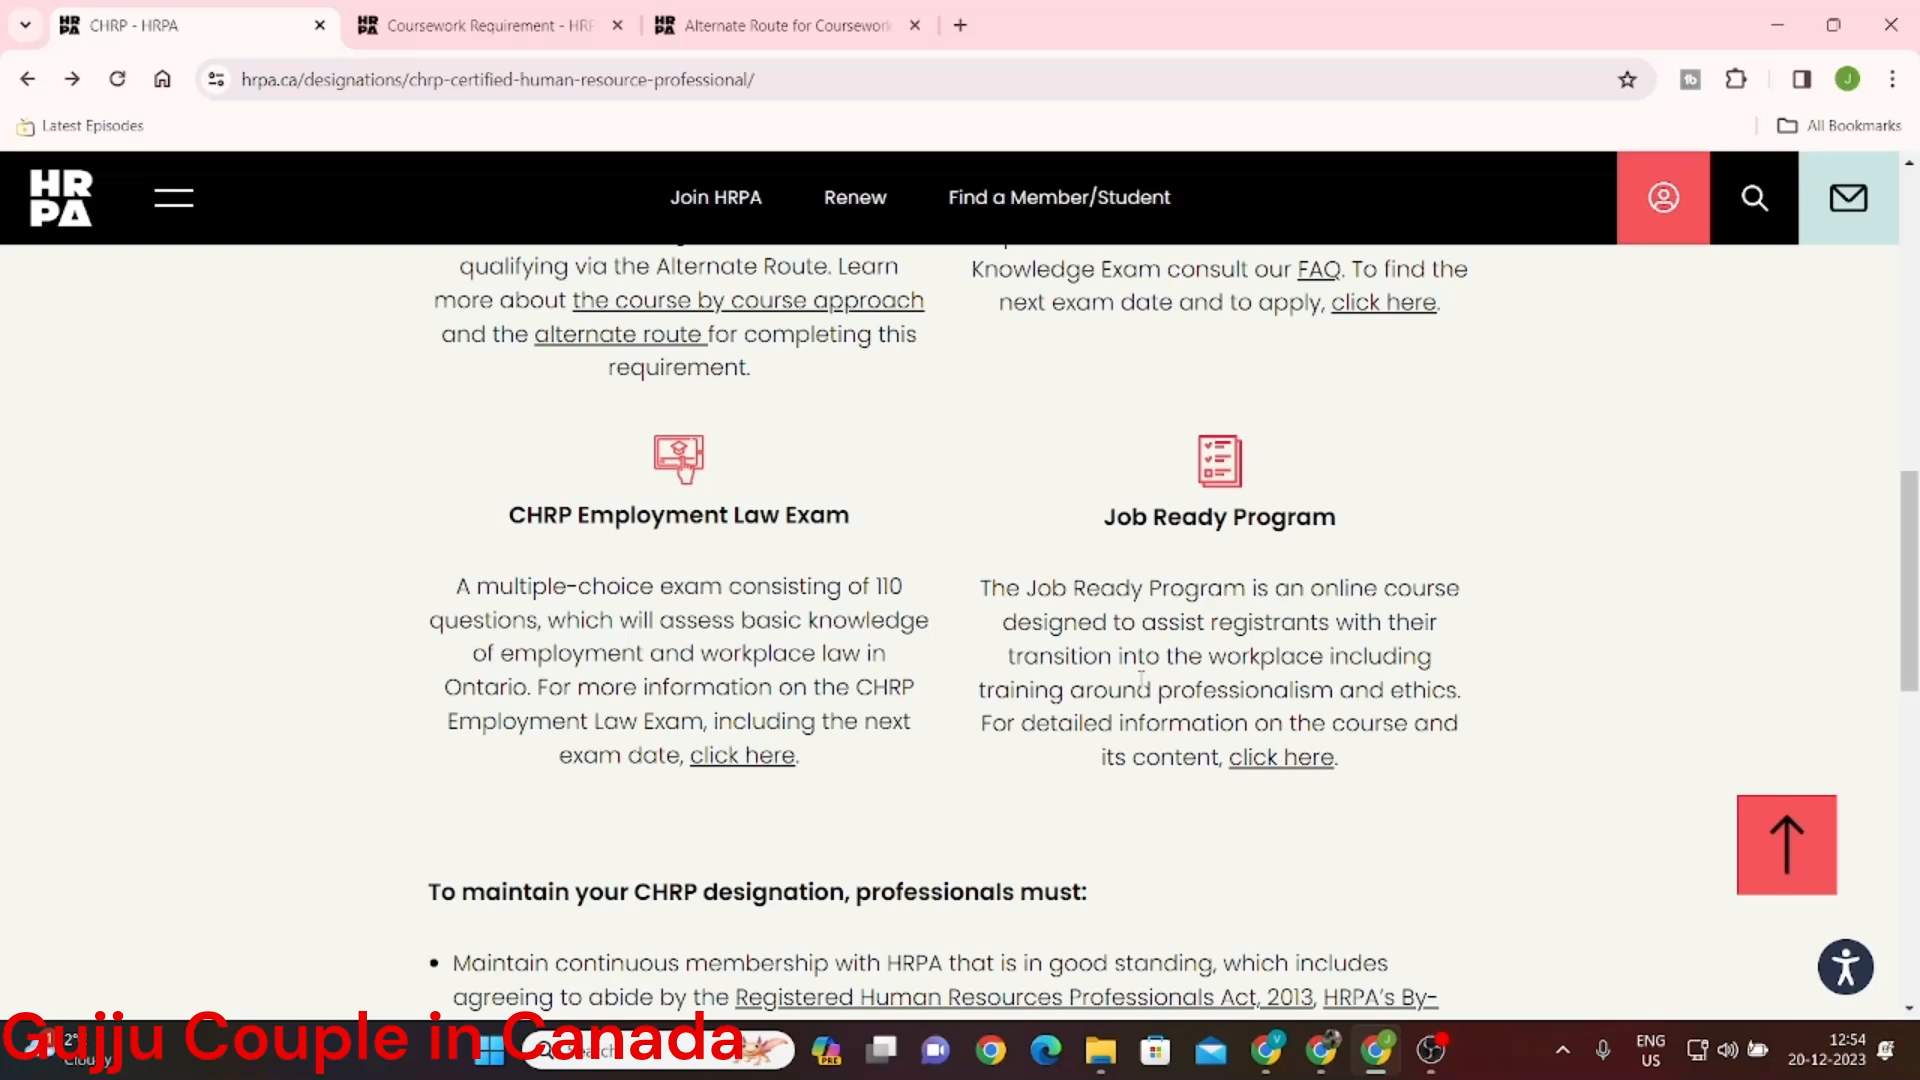 CHRP - HRPA
Coursework Requirement - HRP
Alternate Route for Coursework
hrpa.ca/designations/chrp-certified-human-resource-professional/
J
Latest Episodes
All Bookmarks
HR
PA
Join HRPA
Renew
Find a Member/Student
qualifying via the Alternate Route. Learn
more about the course by course approach
and the alternate route for completing this
requirement.
Knowledge Exam consult our FAQ. To find the
next exam date and to apply, click here.
CHRP Employment Law Exam
A multiple-choice exam consisting of 110
questions, which will assess basic knowledge
of employment and workplace law in
Ontario. For more information on the CHRP
Employment Law Exam, including the next
exam date, click here.
Job Ready Program
The Job Ready Program is an online course
designed to assist registrants with their
transition into the workplace including
training around professionalism and ethics.
For detailed information on the course and
its content, click here.
To maintain your CHRP designation, professionals must:
• Maintain continuous membership with HRPA that is in good standing, which includes
agreeing to abide by the Registered Human Resources Professionals Act, 2013, HRPA's By-
Gujju Couple in Canada
2°
Cloudy
PRE
ENG
US
12:54
20-12-2023